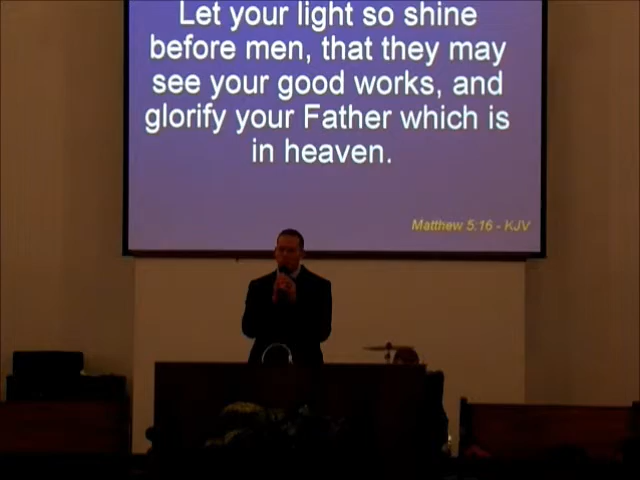 Let your light so shine
before men, that they may
see your good works, and
glorify your Father which is
in heaven.
Matthew 5:16 - KJV